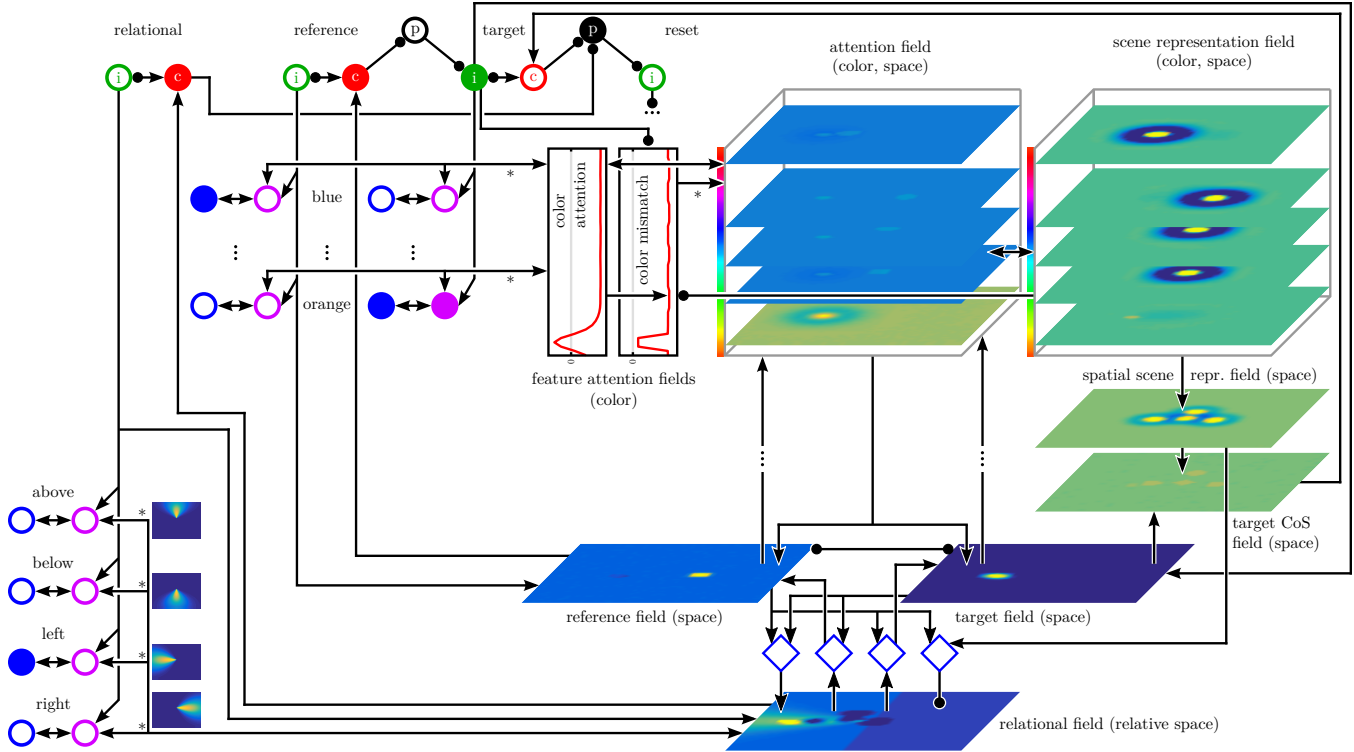 relational
reference
target
reset
p
p
i
c
i
c
i
c
i
...
attention field
(color, space)
scene representation field
(color, space)
color
attention
color mismatch
*
*
blue
...
...
...
*
orange
0
0
feature attention fields
(color)
spatial scene
repr. field (space)
...
...
above
*
below
*
left
*
right
*
target CoS
field (space)
reference field (space)
target field (space)
relational field (relative space)